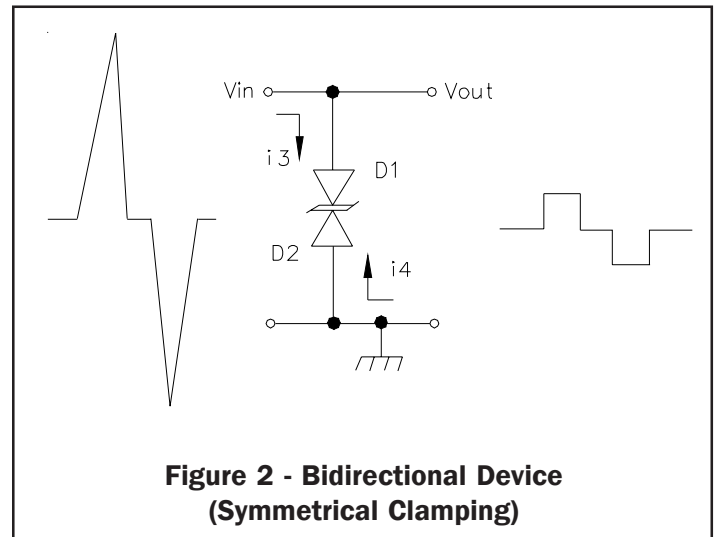 Vin
Vout
i3
D1
D2
i4
Figure 2 - Bidirectional Device
(Symmetrical Clamping)